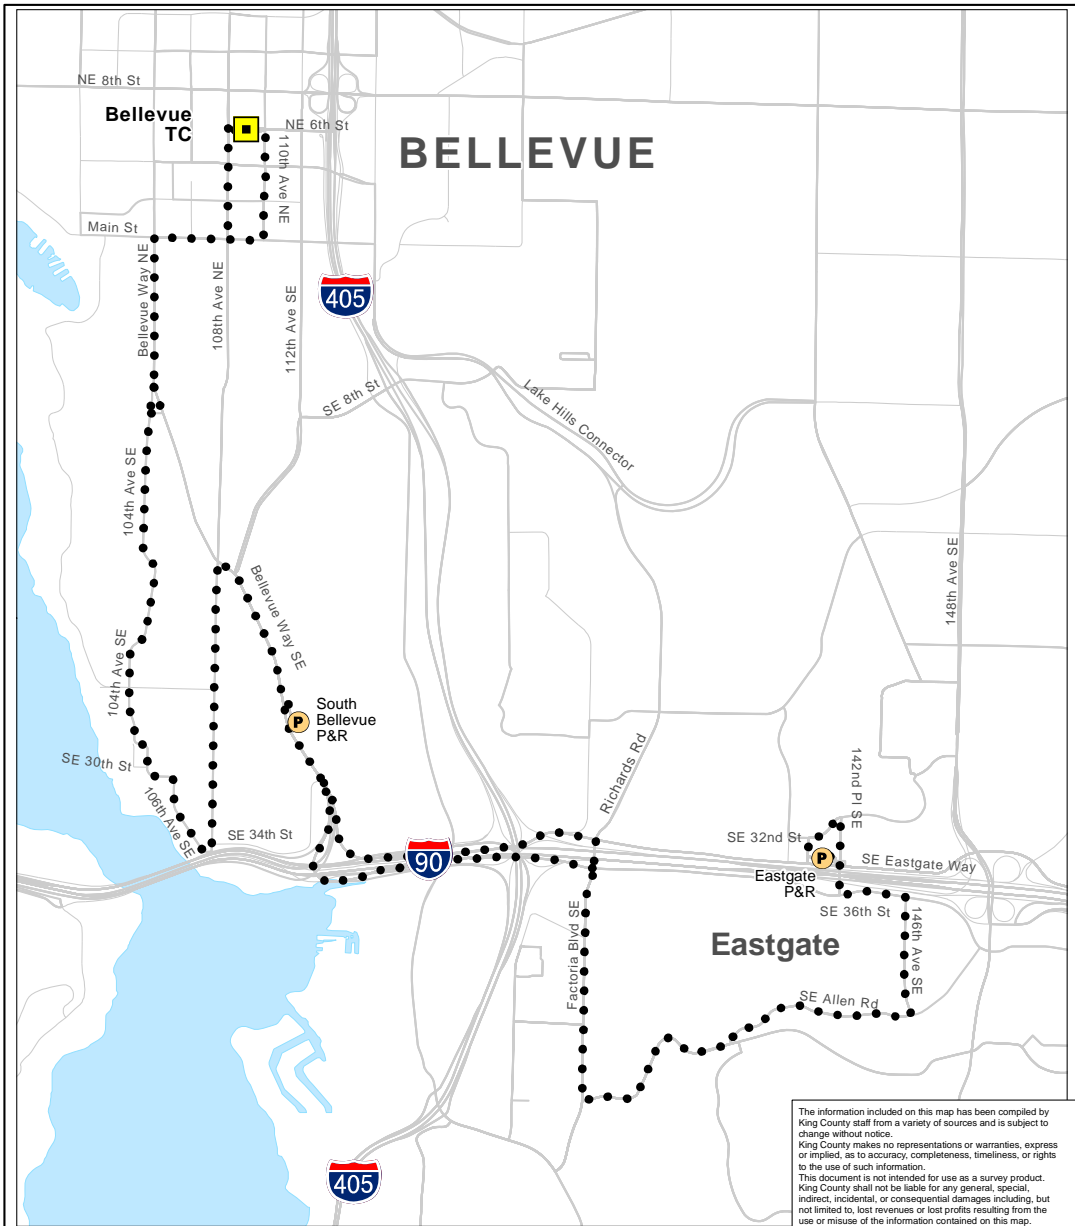 NE 8th St
Bellevue
TC
NE 6th St
BELLEVUE
110th Ave NE
Main St
Bellevue Way NE
108th Ave NE
112th Ave SE
405
SE 8th St
Lake Hills Connector
104th Ave SE
148th Ave SE
Bellevue Way SE
104th Ave SE
South
Bellevue
P&R
P
SE 30th St
106th Ave SE
SE 34th St
Richards Rd
142nd Pl SE
SE 32nd St
P
SE Eastgate Way
90
Eastgate
P&R
SE 36th St
146th Ave SE
Factoria Blvd SE
Eastgate
SE Allen Rd
405
The information included on this map has been compiled by
King County staff from a variety of sources and is subject to
change without notice.
King County makes no representations or warranties, express
or implied, as to accuracy, completeness, timeliness, or rights
to the use of such information.
This document is not intended for use as a survey product.
King County shall not be liable for any general, special,
indirect, incidental, or consequential damages including, but
not limited to, lost revenues or lost profits resulting from the
use or misuse of the information contained on this map.